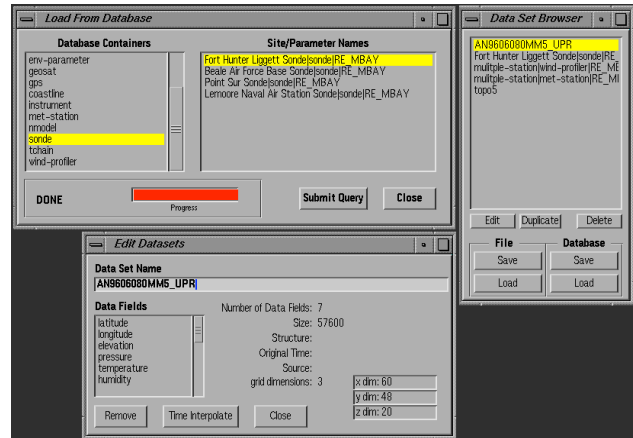 Load From Database
Database Containers
env-parameter
geosat
gps
coastline
instrument
met-station
nmodel
sonde
tchain
wind-profiler
Site/Parameter Names
Fort Hunter Liggett Sonde|sonde|RE_MBAY
Beale Air Force Base Sonde|sonde|RE_MBAY
Point Sur Sonde|sonde|RE_MBAY
Lemoore Naval Air Station Sonde|sonde|RE_MBAY
DONE
Progress
Submit Query
Close
Data Set Browser
AN9606080MM5_UPR
Fort Hunter Liggett Sonde|sonde|RE
mulitple-station|wind-profiler|RE_ME
mulitple-station|met-station|RE_MI
topo5
Edit
Duplicate
Delete
File
Database
Save
Save
Load
Load
Edit Datasets
Data Set Name
AN9606080MM5_UPR
Data Fields
latitude
longitude
elevation
pressure
temperature
humidity
Number of Data Fields: 7
Size: 57600
Structure:
Original Time:
Source:
grid dimensions: 3
x dim: 60
y dim: 48
z dim: 20
Remove
Time Interpolate
Close